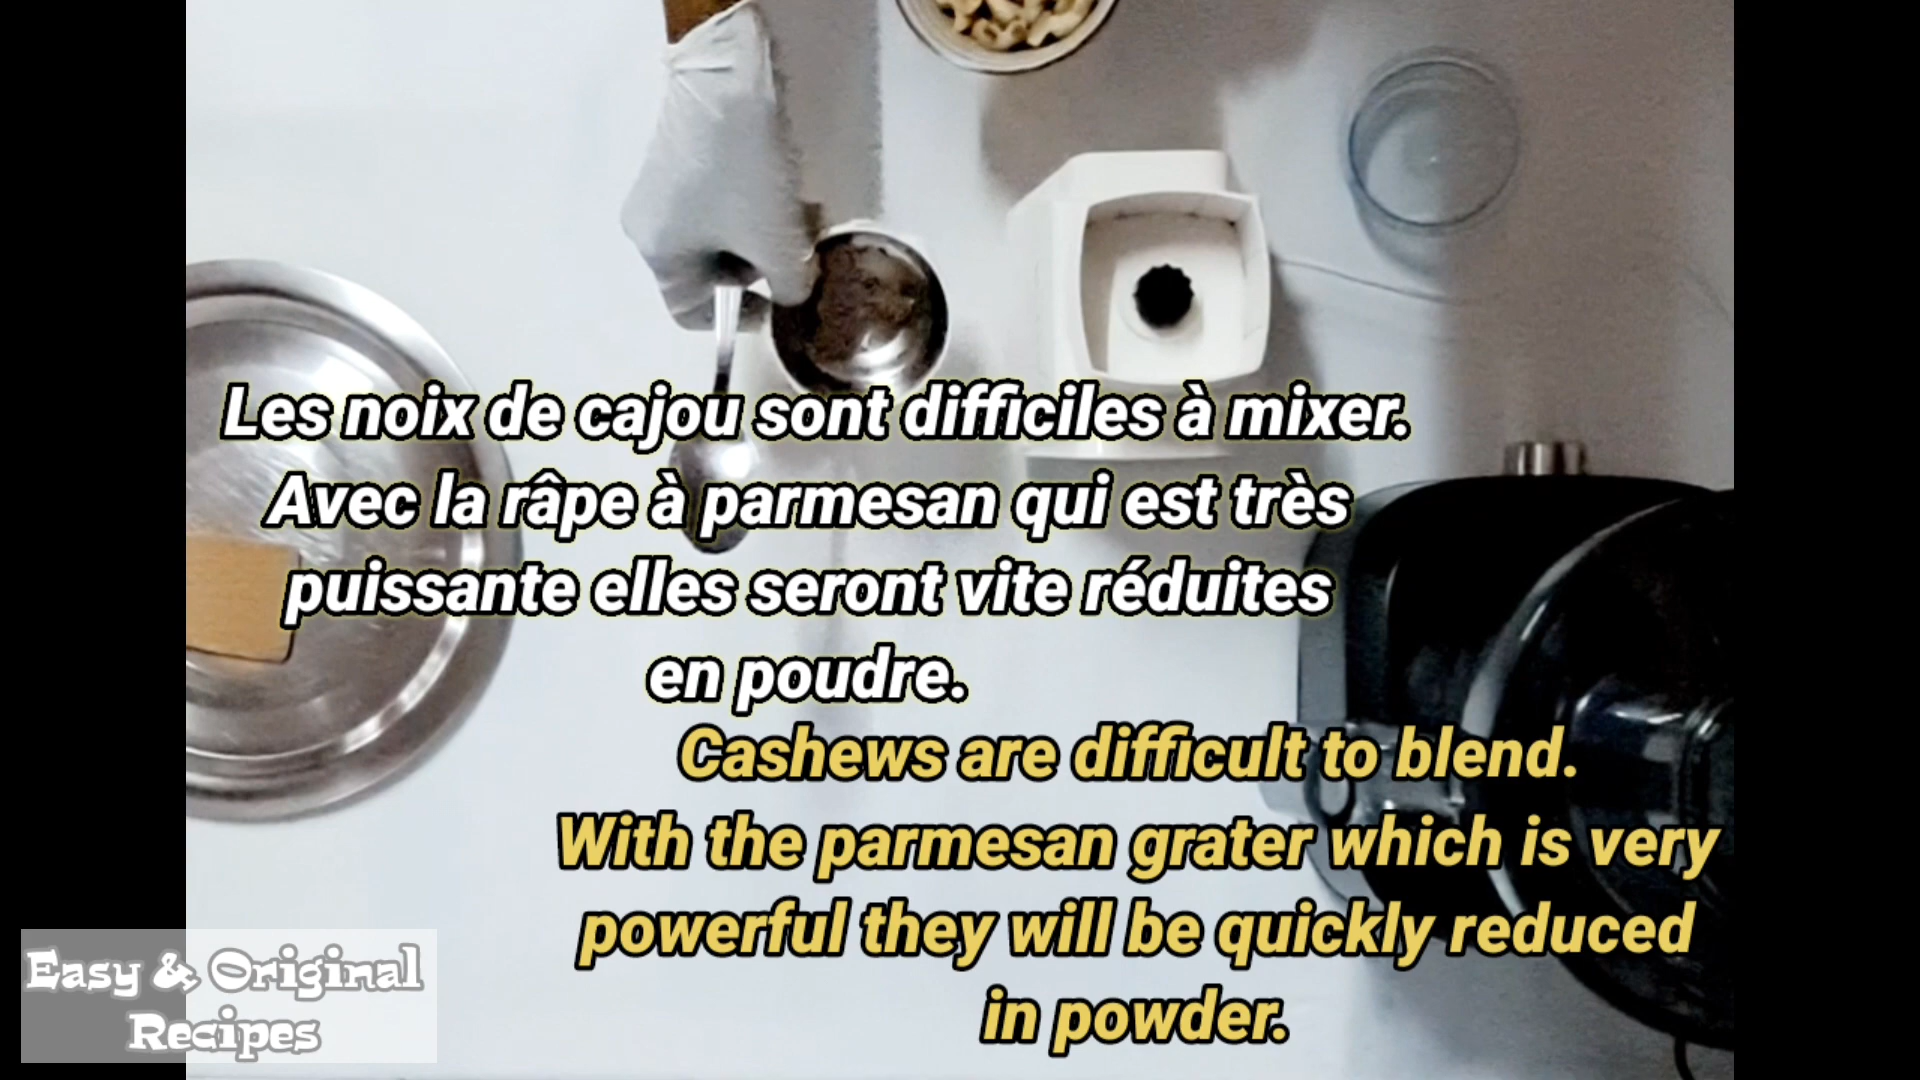 Les noix de cajou sont difficiles à mixer.
Avec la râpe à parmesan qui est très
puissante elles seront vite réduites
en poudre.
Cashews are difficult to blend.
With the parmesan grater which is very
powerful they will be quickly reduced
in powder.
Easy & Original
Recipes